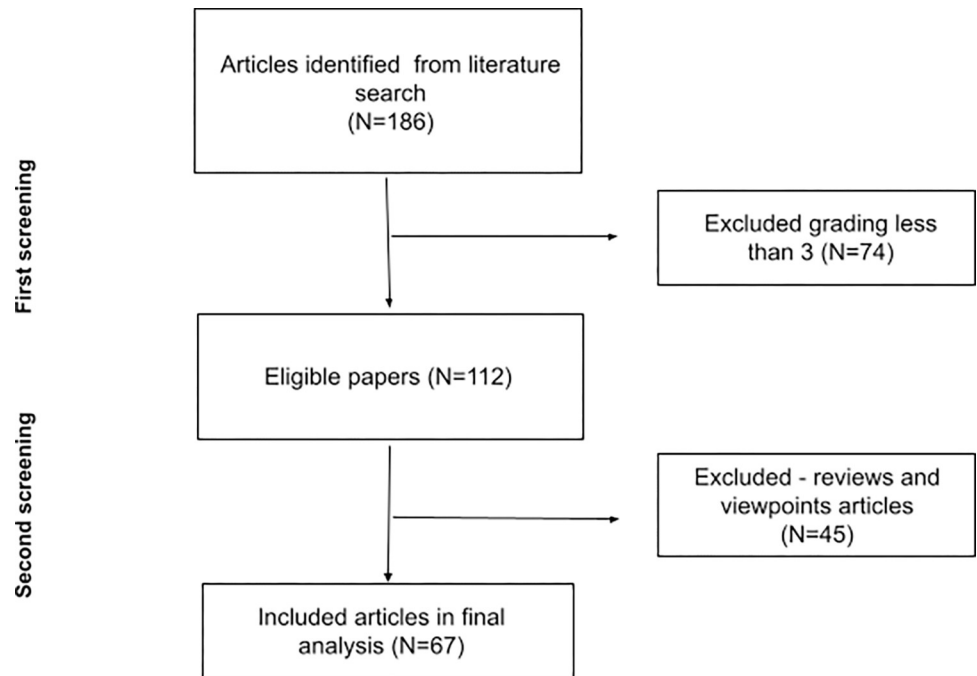 Articles identified from literature
search
(N=186)
First screening
Excluded grading less
than 3 (N=74)
Eligible papers (N=112)
Second screening
Excluded - reviews and
viewpoints articles
(N=45)
Included articles in final
analysis (N=67)